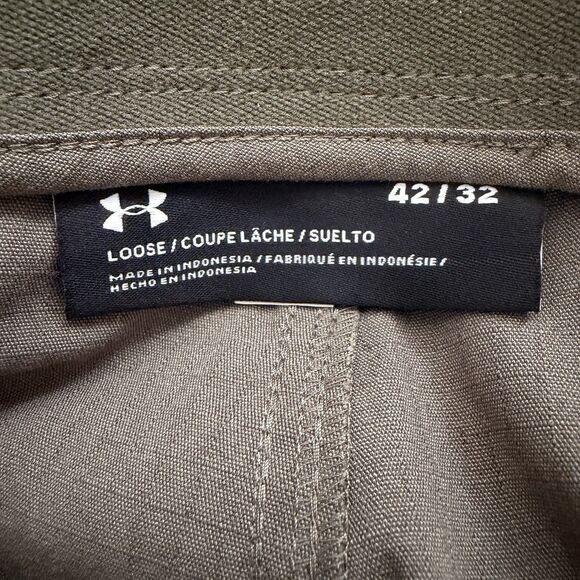 42/32
LOOSE / COUPE LÂCHE / SUELTO
MADE IN INDONESIA / FABRIQUÉ EN INDONÉSIE /
HECHO EN INDONESIA